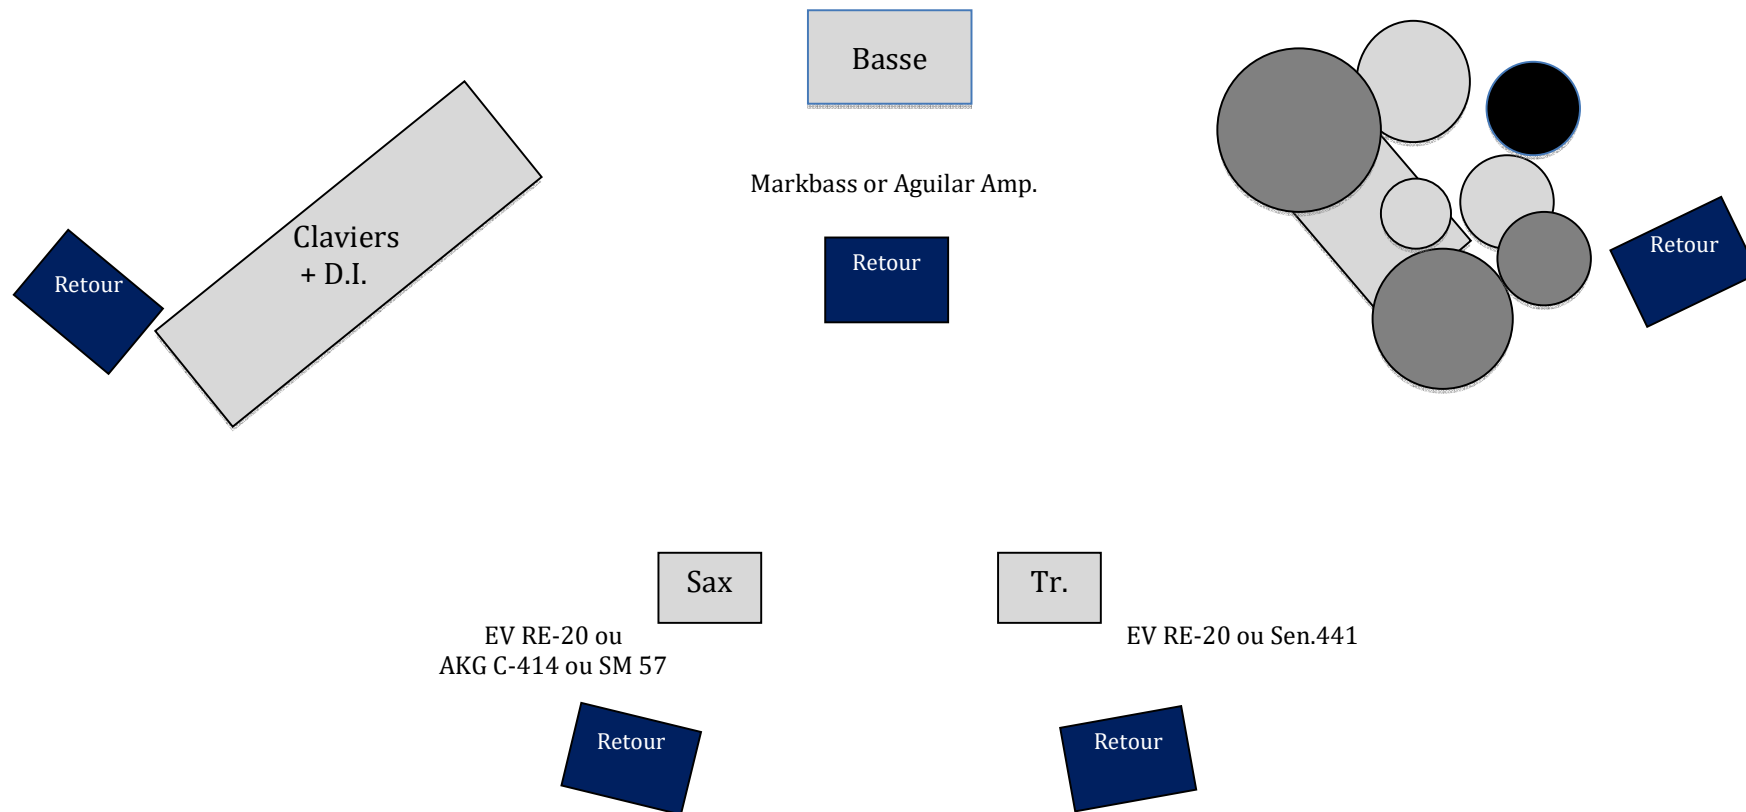 Basse
Markbass or Aguilar Amp.
Claviers
+ D.I.
Retour
Retour
Retour
Sax
Tr.
EV RE-20 ou
AKG C-414 ou SM 57
EV RE-20 ou Sen.441
Retour
Retour